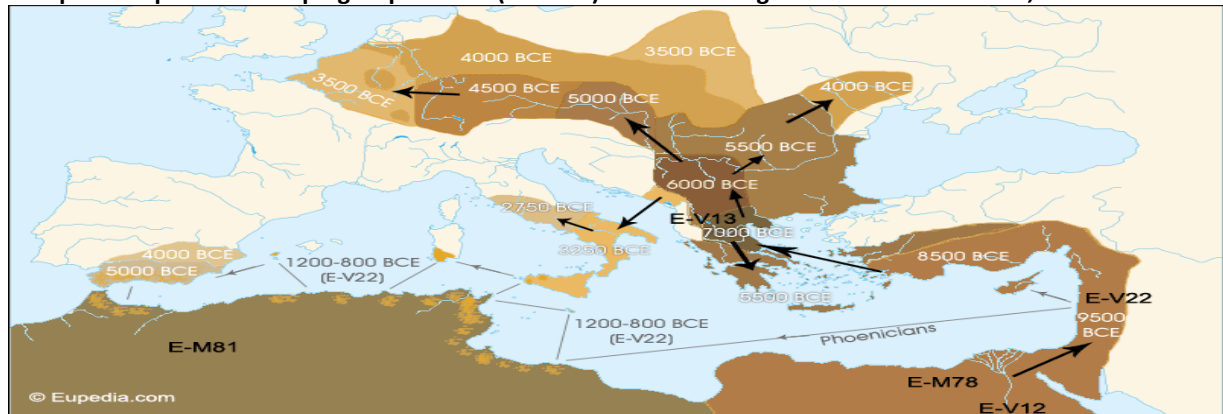 3500 BCE
4000 BCE
3500 BCE
4500 BCE
5000 BCE
4000 BCE
5500 BCE
6000 BCE
2750 BCE
E-V13
7000 BCE
3250 BCE
4000 BCE
5000 BCE
1200-800 BCE
(E-V22)
8500 BCE
5500 BCE
E-V22
9500
BCE
1200-800 BCE
(E-V22)
Phoenicians
E-M81
E-M78
E-V12
© Eupedia.com